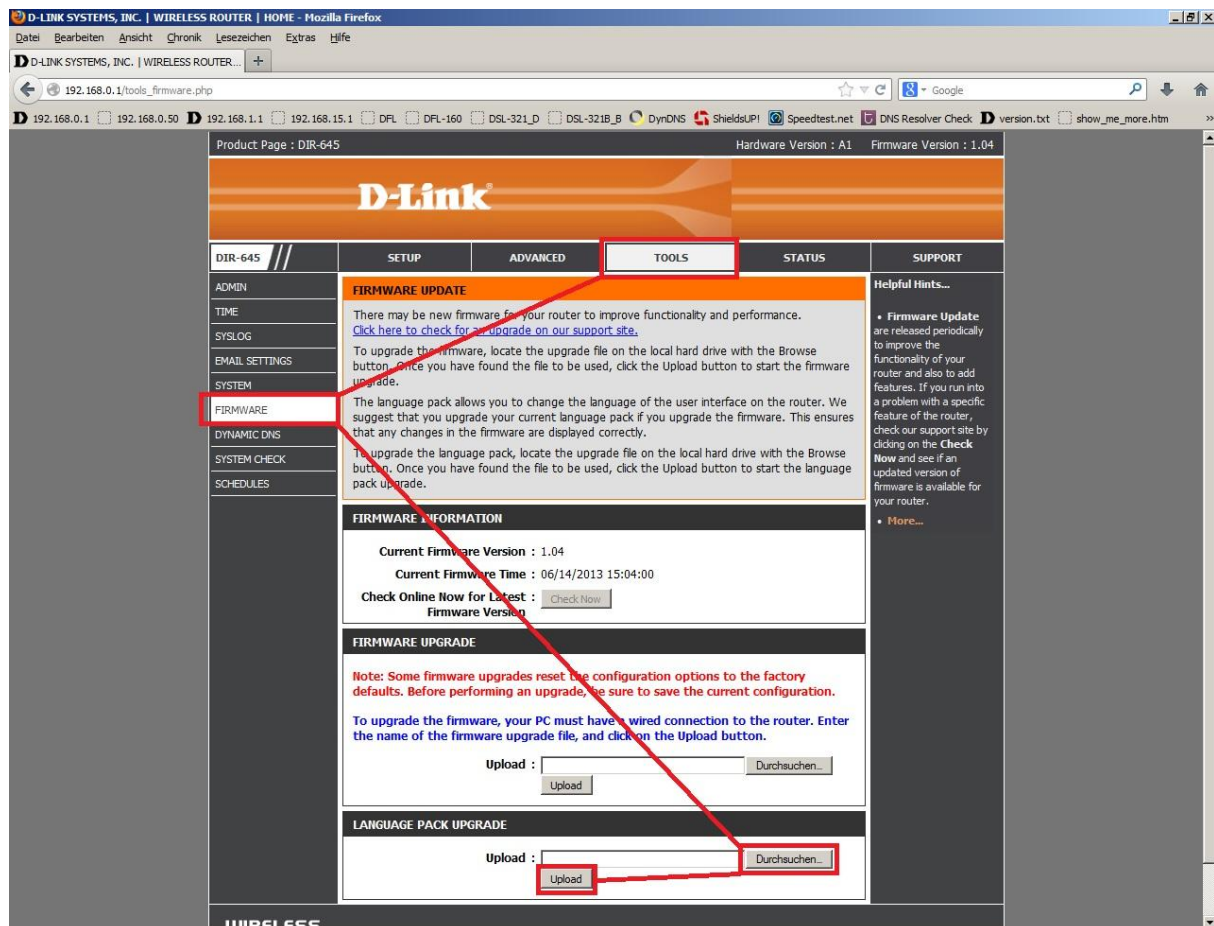 D-LINK SYSTEMS, INC. | WIRELESS ROUTER | HOME - Mozilla Firefox
Datei Bearbeiten Ansicht Chronik Lesezeichen Extras Hilfe
D-LINK SYSTEMS, INC. | WIRELESS ROUTER... +
192.168.0.1/tools_firmware.php Google
192.168.0.1 192.168.0.50 192.168.1.1 192.168.15.1 DFL DFL-160 DSL-321_D DSL-321B_B DynDNS ShieldsUP! Speedtest.net DNS Resolver Check version.txt show_me_more.htm »
Product Page : DIR-645 Hardware Version : A1 Firmware Version : 1.04
D-Link®
DIR-645 // SETUP ADVANCED TOOLS STATUS SUPPORT
ADMIN
TIME
SYSLOG
EMAIL SETTINGS
SYSTEM
FIRMWARE
DYNAMIC DNS
SYSTEM CHECK
SCHEDULES
FIRMWARE UPDATE
There may be new firmware for your router to improve functionality and performance.
Click here to check for an upgrade on our support site.
To upgrade the firmware, locate the upgrade file on the local hard drive with the Browse
button. Once you have found the file to be used, click the Upload button to start the firmware
upgrade.
The language pack allows you to change the language of the user interface on the router. We
suggest that you upgrade your current language pack if you upgrade the firmware. This ensures
that any changes in the firmware are displayed correctly.
To upgrade the language pack, locate the upgrade file on the local hard drive with the Browse
button. Once you have found the file to be used, click the Upload button to start the language
pack upgrade.
FIRMWARE INFORMATION
Current Firmware Version : 1.04
Current Firmware Time : 06/14/2013 15:04:00
Check Online Now for Latest : Check Now
Firmware Version
FIRMWARE UPGRADE
Note: Some firmware upgrades reset the configuration options to the factory
defaults. Before performing an upgrade, be sure to save the current configuration.
To upgrade the firmware, your PC must have a wired connection to the router. Enter
the name of the firmware upgrade file, and click on the Upload button.
Upload : Durchsuchen...
Upload
LANGUAGE PACK UPGRADE
Upload : Durchsuchen...
Upload
Helpful Hints...
• Firmware Update
are released periodically
to improve the
functionality of your
router and also to add
features. If you run into
a problem with a specific
feature of the router,
check our support site by
clicking on the Check
Now and see if an
updated version of
firmware is available for
your router.
• More...
WIRELESS